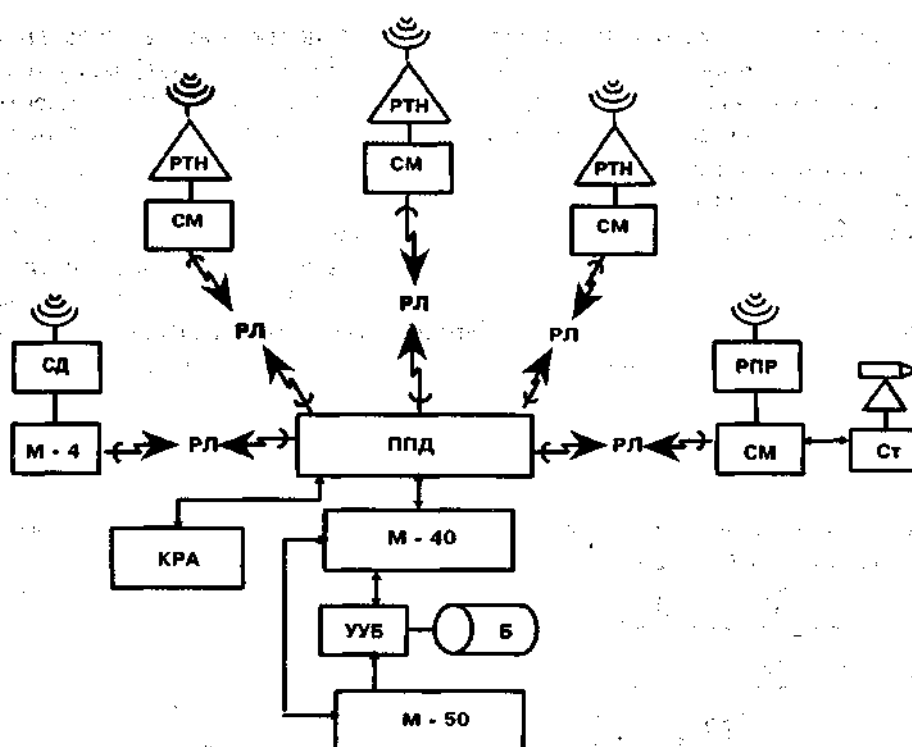 РТН
РТН
РТН
СМ
СМ
СМ
РЛ
РЛ
РЛ
СД
РПР
М - 4
РЛ
ППД
РЛ
СМ
Ст
М - 40
КРА
УУБ
Б
М - 50